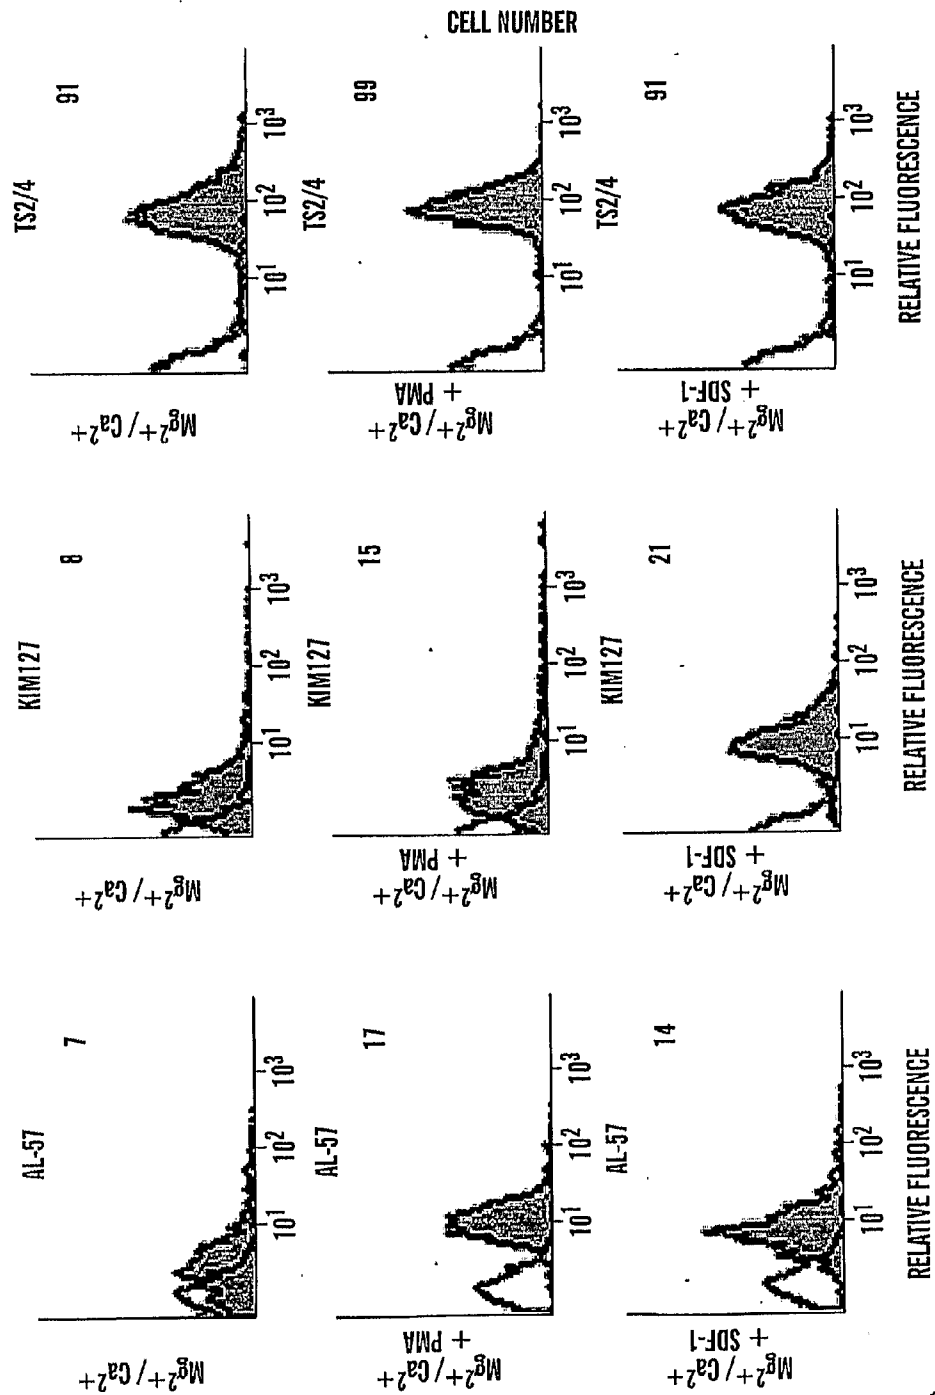 AL-57
7
Mg²⁺/Ca²⁺
10¹ 10² 10³
KIM127
8
Mg²⁺/Ca²⁺
10¹ 10² 10³
TS2/4
91
Mg²⁺/Ca²⁺
10¹ 10² 10³
AL-57
17
Mg²⁺/Ca²⁺
+ PMA
10¹ 10² 10³
KIM127
15
Mg²⁺/Ca²⁺
+ PMA
10¹ 10² 10³
TS2/4
99
Mg²⁺/Ca²⁺
+ PMA
10¹ 10² 10³
CELL NUMBER
AL-57
14
Mg²⁺/Ca²⁺
+ SDF-1
10¹ 10² 10³
RELATIVE FLUORESCENCE
KIM127
21
Mg²⁺/Ca²⁺
+ SDF-1
10¹ 10² 10³
RELATIVE FLUORESCENCE
TS2/4
91
Mg²⁺/Ca²⁺
+ SDF-1
10¹ 10² 10³
RELATIVE FLUORESCENCE